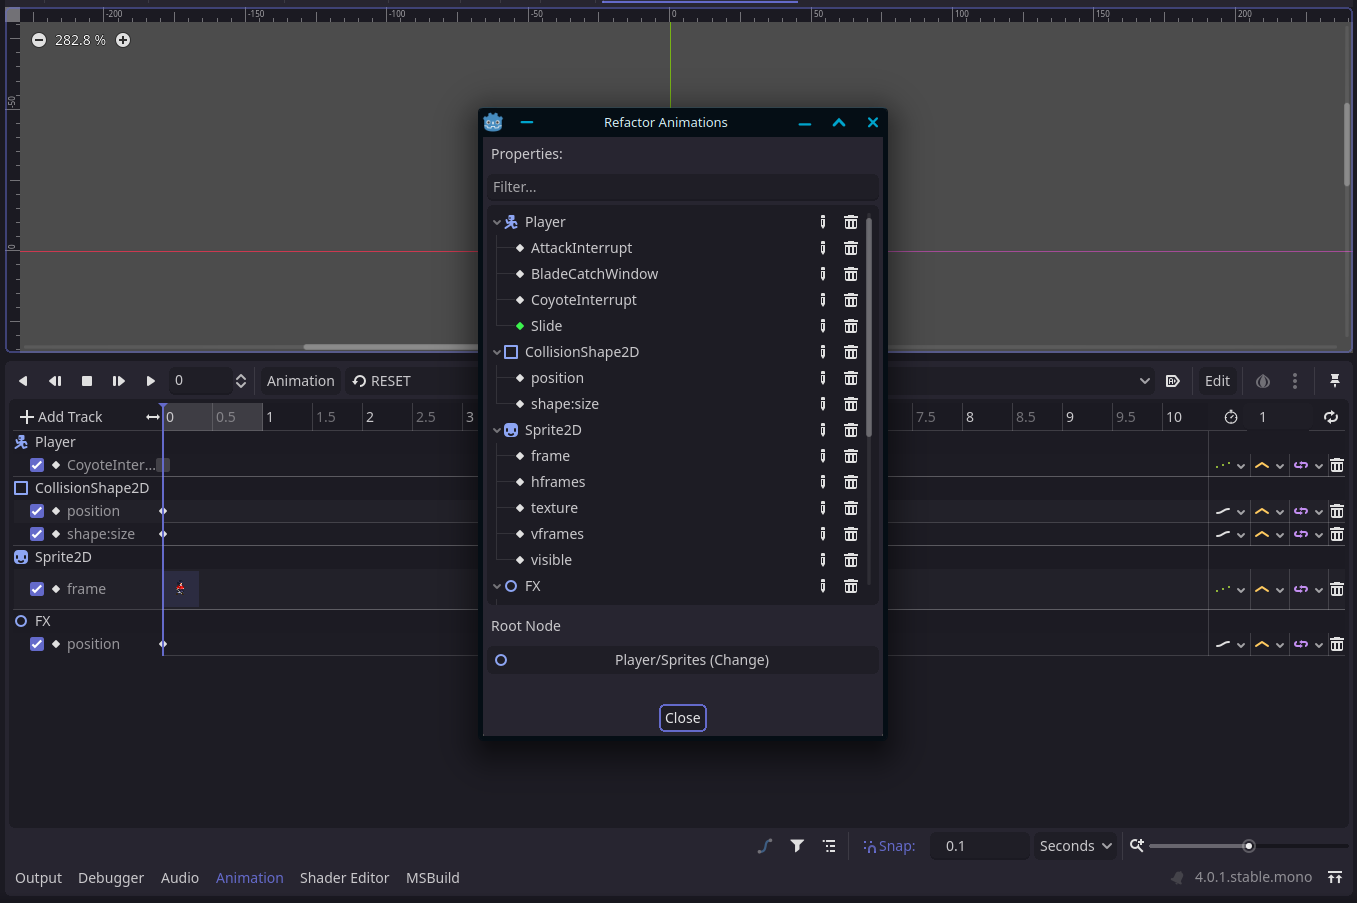 -200 -150 -100 -50 0 50 100 150 200
282.8 %
-50
0
Refactor Animations
Properties:
Filter...
Player
AttackInterrupt
BladeCatchWindow
CoyoteInterrupt
Slide
CollisionShape2D
position
shape:size
Sprite2D
frame
hframes
texture
vframes
visible
FX
Root Node
Player/Sprites (Change)
Close
0 Animation RESET Edit
Add Track 0 0.5 1 1.5 2 2.5 3 7.5 8 8.5 9 9.5 10 1
Player
CoyoteInter...
CollisionShape2D
position
shape:size
Sprite2D
frame
FX
position
Snap: 0.1 Seconds
Output Debugger Audio Animation Shader Editor MSBuild 4.0.1.stable.mono